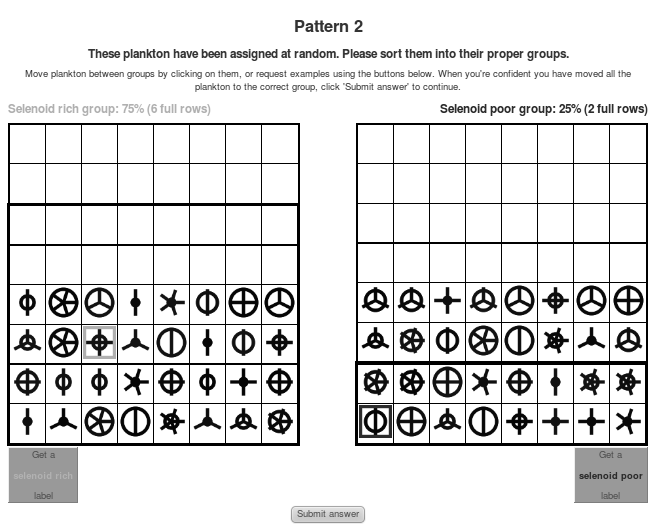 Pattern 2
These plankton have been assigned at random. Please sort them into their proper groups.
Move plankton between groups by clicking on them, or request examples using the buttons below. When you're confident you have moved all the
plankton to the correct group, click 'Submit answer' to continue.
Selenoid rich group: 75% (6 full rows)
Selenoid poor group: 25% (2 full rows)
Get a
selenoid rich
label
Get a
selenoid poor
label
Submit answer